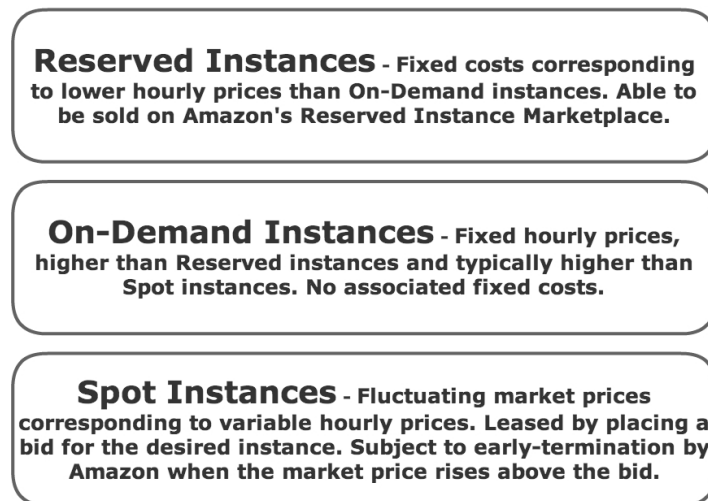 Reserved Instances - Fixed costs corresponding
to lower hourly prices than On-Demand instances. Able to
be sold on Amazon's Reserved Instance Marketplace.
On-Demand Instances - Fixed hourly prices,
higher than Reserved instances and typically higher than
Spot instances. No associated fixed costs.
Spot Instances - Fluctuating market prices
corresponding to variable hourly prices. Leased by placing a
bid for the desired instance. Subject to early-termination by
Amazon when the market price rises above the bid.